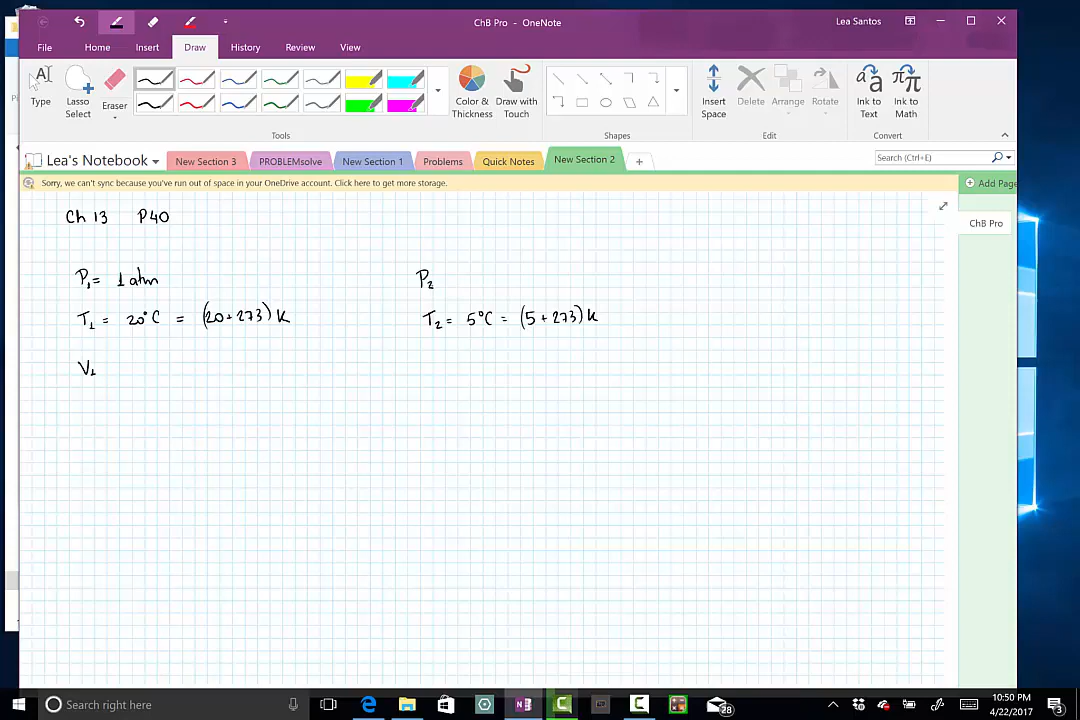 ChB Pro - OneNote
Lea Santos
File Home Insert Draw History Review View
Type
Lasso Select
Eraser
Color & Thickness
Draw with Touch
Insert Space
Delete
Arrange
Rotate
Ink to Text
Ink to Math
Tools
Shapes
Edit
Convert
Lea's Notebook
New Section 3
PROBLEMsolve
New Section 1
Problems
Quick Notes
New Section 2
Search (Ctrl+E)
Sorry, we can't sync because you've run out of space in your OneDrive account. Click here to get more storage.
Add Page
ChB Pro
Ch 13 P40
P₁ = 1 atm
P₂
T₁ = 20°C = (20+273) K
T₂ = 5°C = (5+273) K
V₁
Search here to find
28
10:50 PM
4/22/2017
3